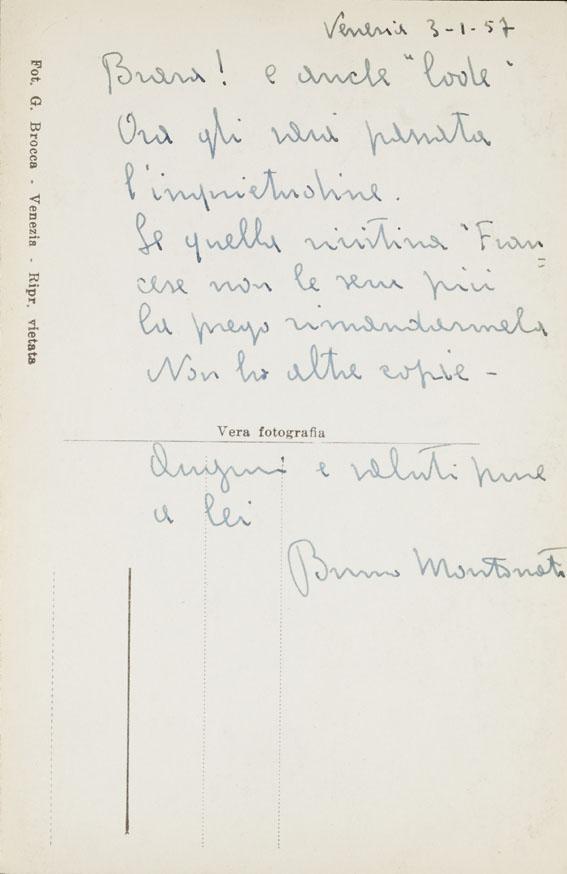 Venezia 3-1-57
Brava! e anche "lode"
Ora gli sarà passata
l'inquietudine.
Se quella rivistina "Fran
cese non le serve più
la prego rimandarmela
Non ho altre copie -
Vera fotografia
Auguri e saluti pure
a lei
Bruno
Fot. G. Brocca - Venezia - Ripr. vietata